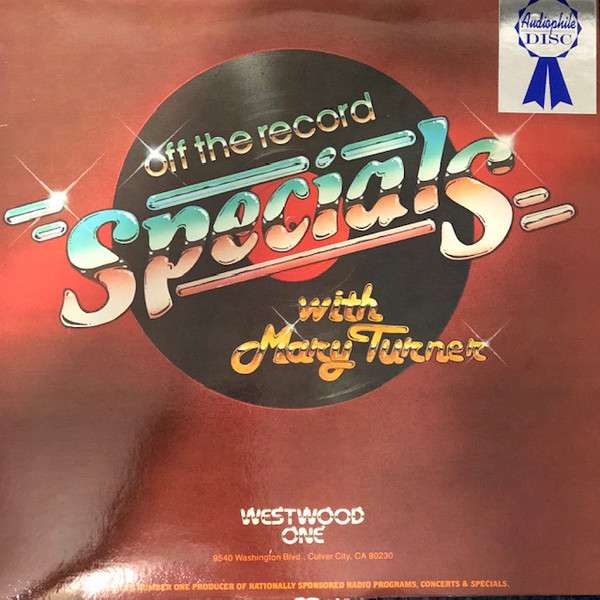 Audiophile
DISC
off the record
Specials
with
Mary Turner
WESTWOOD
ONE
9540 Washington Blvd., Culver City, CA 90230
NUMBER ONE PRODUCER OF NATIONALLY SPONSORED RADIO PROGRAMS, CONCERTS & SPECIALS.